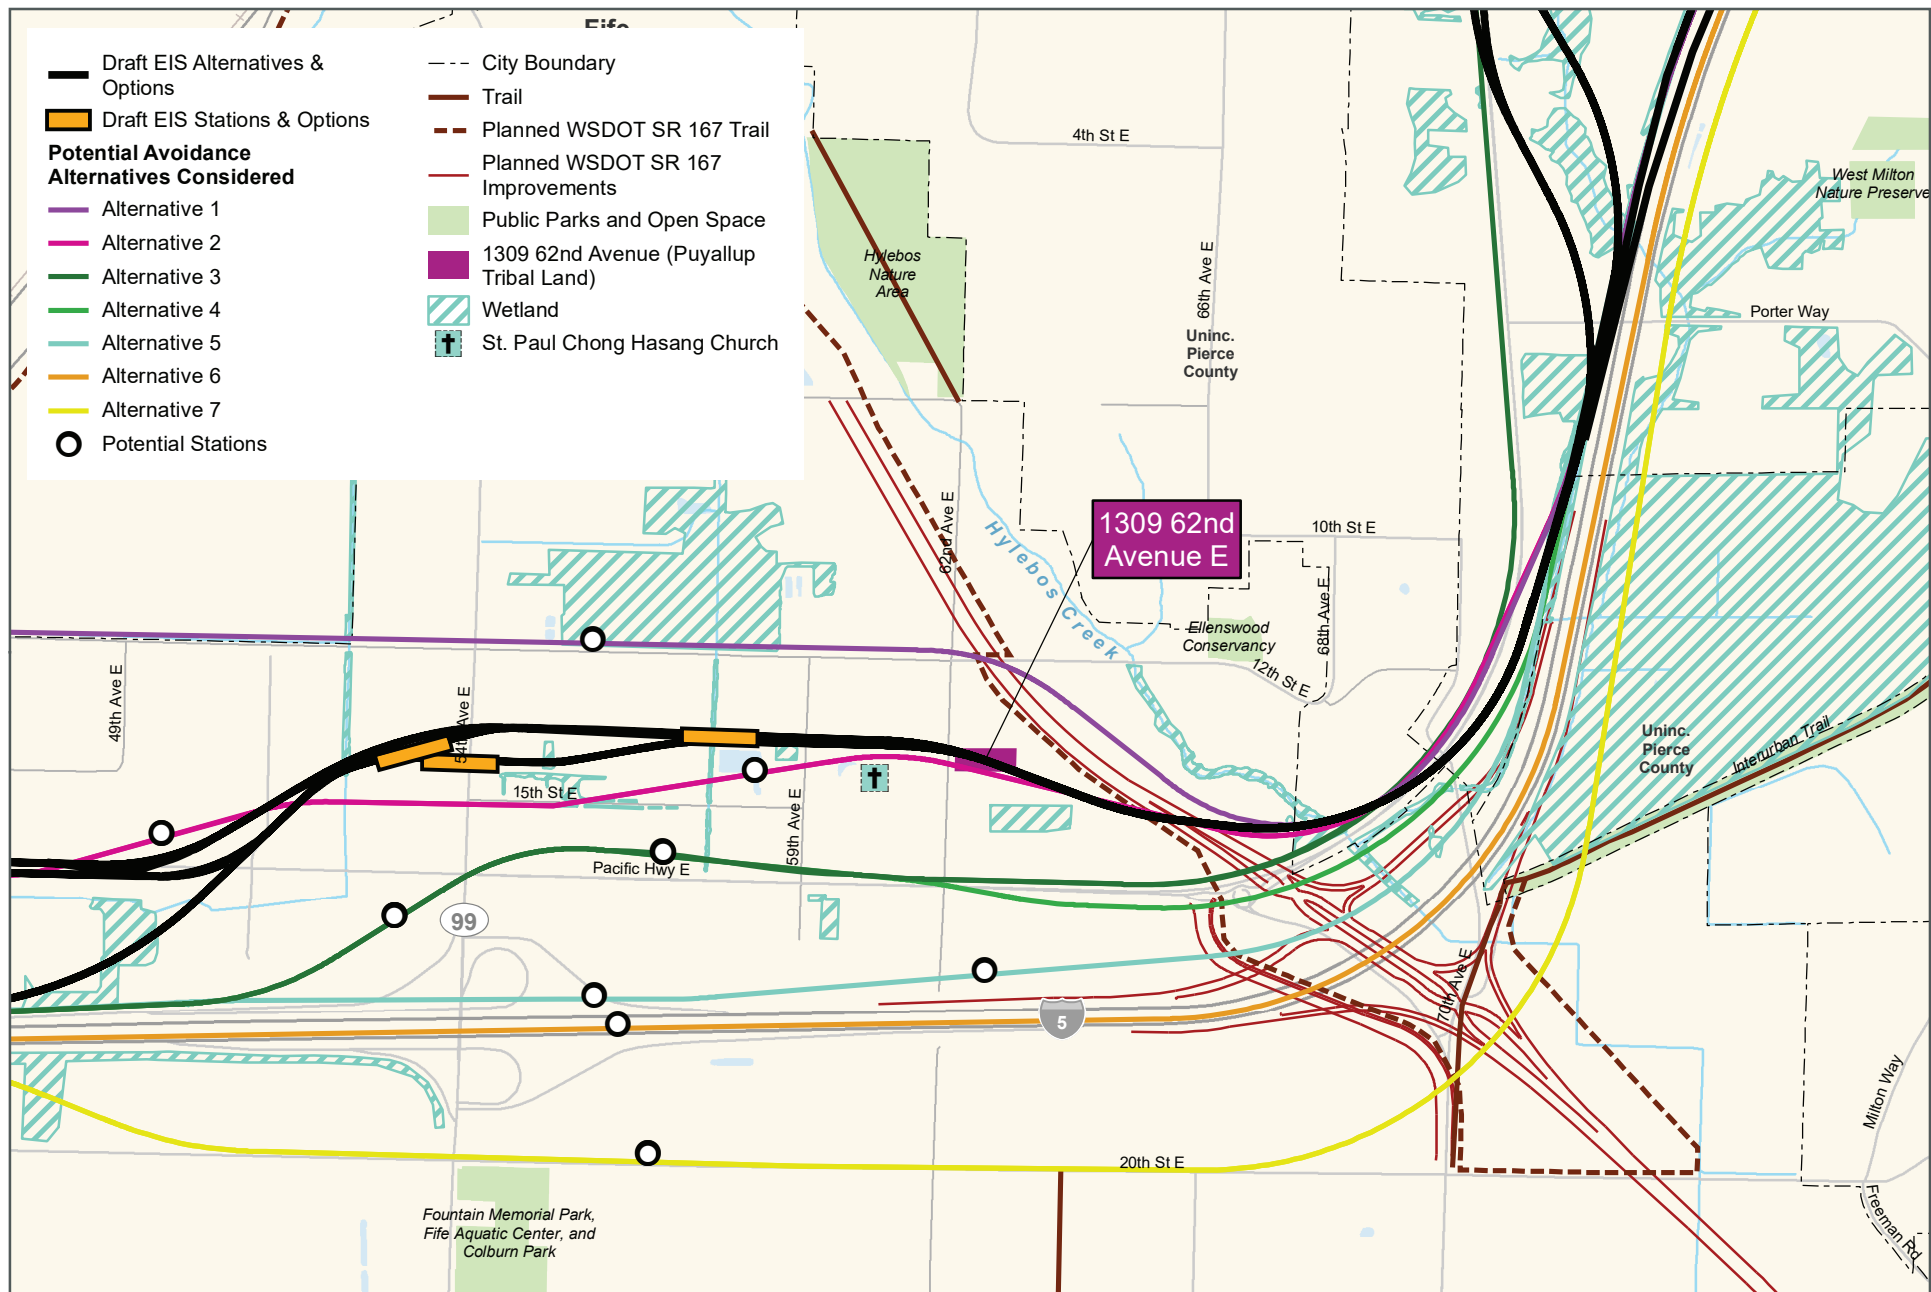 Fife
Draft EIS Alternatives &
Options
Draft EIS Stations & Options
Potential Avoidance
Alternatives Considered
Alternative 1
Alternative 2
Alternative 3
Alternative 4
Alternative 5
Alternative 6
Alternative 7
Potential Stations
City Boundary
Trail
Planned WSDOT SR 167 Trail
Planned WSDOT SR 167
Improvements
Public Parks and Open Space
1309 62nd Avenue (Puyallup
Tribal Land)
Wetland
St. Paul Chong Hasang Church
4th St E
West Milton
Nature Preserve
Hylebos
Nature
Area
66th Ave E
Uninc.
Pierce
County
Porter Way
62nd Ave E
Hylebos Creek
1309 62nd
Avenue E
10th St E
68th Ave E
Ellenswood
Conservancy
12th St E
49th Ave E
54th Ave E
15th St E
59th Ave E
Pacific Hwy E
Uninc.
Pierce
County
Interurban Trail
99
5
70th Ave E
20th St E
Milton Way
Freeman Rd
Fountain Memorial Park,
Fife Aquatic Center, and
Colburn Park